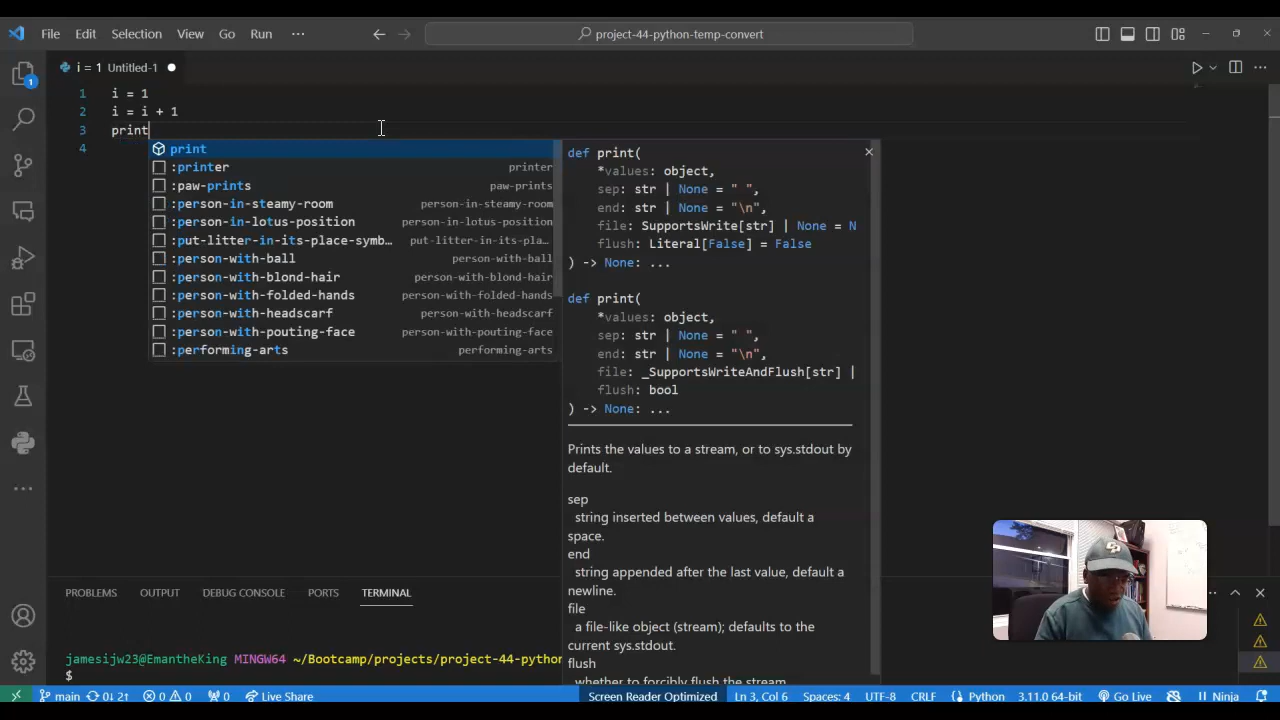 File Edit Selection View Go Run ··· project-44-python-temp-convert
i = 1 Untitled-1
1 i = 1
2 i = i + 1
3 print
4
print
:printer printer
:paw-prints paw-prints
:person-in-steamy-room person-in-steamy-room
:person-in-lotus-position person-in-lotus-position
:put-litter-in-its-place-symb… put-litter-in-its-pla…
:person-with-ball person-with-ball
:person-with-blond-hair person-with-blond-hair
:person-with-folded-hands person-with-folded-hands
:person-with-headscarf person-with-headscarf
:person-with-pouting-face person-with-pouting-face
:performing-arts performing-arts
def print(
*values: object,
sep: str | None = " ",
end: str | None = "\n",
file: SupportsWrite[str] | None = N
flush: Literal[False] = False
) -> None: ...
def print(
*values: object,
sep: str | None = " ",
end: str | None = "\n",
file: _SupportsWriteAndFlush[str] |
flush: bool
) -> None: ...
Prints the values to a stream, or to sys.stdout by
default.
sep
string inserted between values, default a
space.
end
string appended after the last value, default a
newline.
file
a file-like object (stream); defaults to the
current sys.stdout.
flush
whether to forcibly flush the stream
PROBLEMS OUTPUT DEBUG CONSOLE PORTS TERMINAL
jamesijw23@EmantheKing MINGW64 ~/Bootcamp/projects/project-44-python
$
main 0↓ 2↑ 0 0 0 Live Share Screen Reader Optimized Ln 3, Col 6 Spaces: 4 UTF-8 CRLF Python 3.11.0 64-bit Go Live Ninja